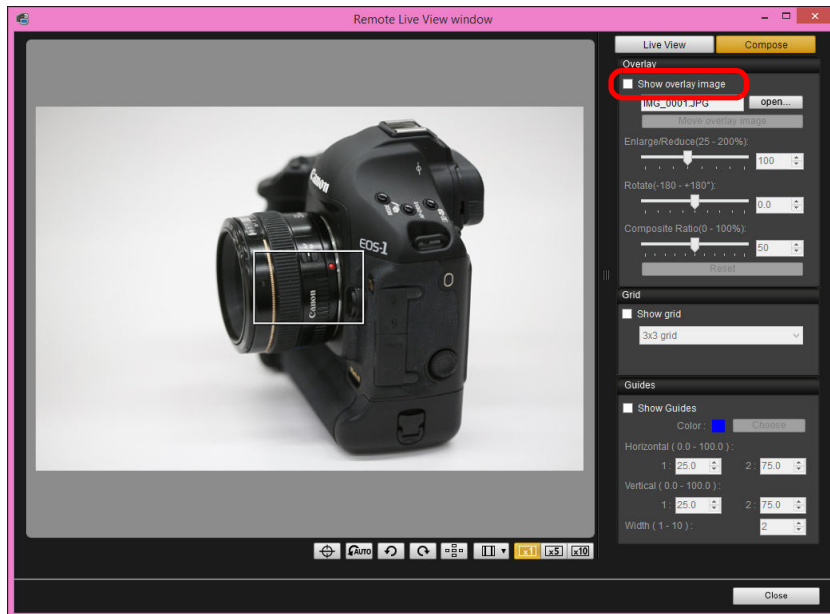 Remote Live View window
Live View
Compose
Overlay
Show overlay image
IMG_0001.JPG
open...
Move overlay image
Enlarge/Reduce(25 - 200%):
100
Rotate(-180 - +180°):
0.0
Composite Ratio(0 - 100%):
50
Reset
Grid
Show grid
3x3 grid
Guides
Show Guides
Color :
Choose
Horizontal ( 0.0 - 100.0 ) :
1 : 25.0 2 : 75.0
Vertical ( 0.0 - 100.0 ) :
1 : 25.0 2 : 75.0
Width ( 1 - 10 ) :
2
Canon
EOS-1
Canon
AUTO
x1 x5 x10
Close